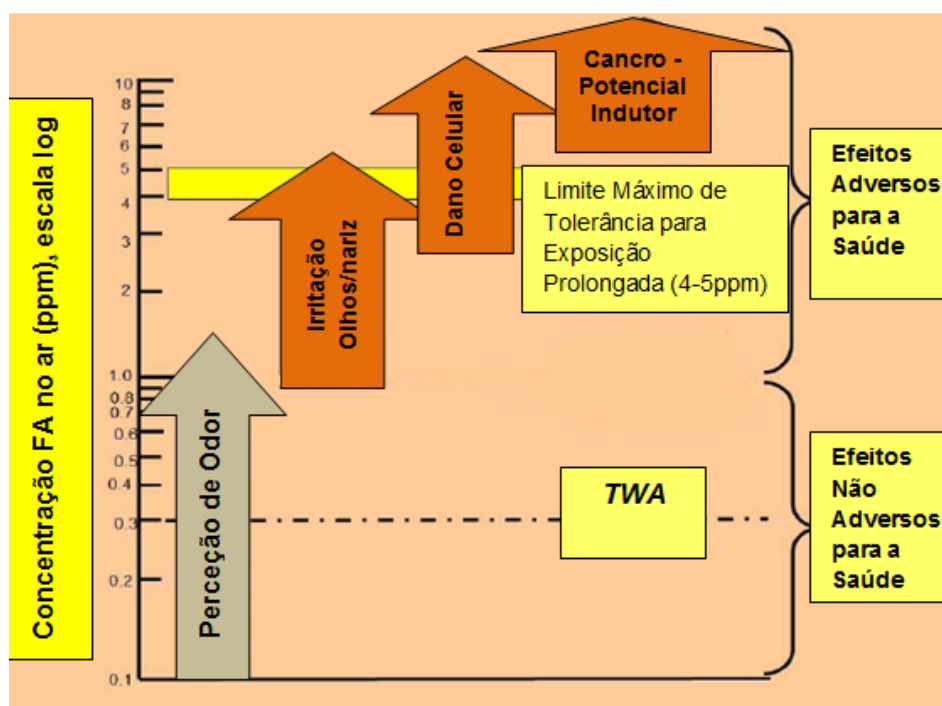 Concentração FA no ar (ppm), escala log
10
8
7
6
5
4
3
2
1.0
0.8
0.7
0.6
0.5
0.4
0.3
0.2
0.1
Perceção de Odor
Irritação
Olhos/nariz
Dano Celular
Cancro -
Potencial
Indutor
Limite Máximo de
Tolerância para
Exposição
Prolongada (4-5ppm)
TWA
Efeitos
Adversos
para a
Saúde
Efeitos
Não
Adversos
para a
Saúde